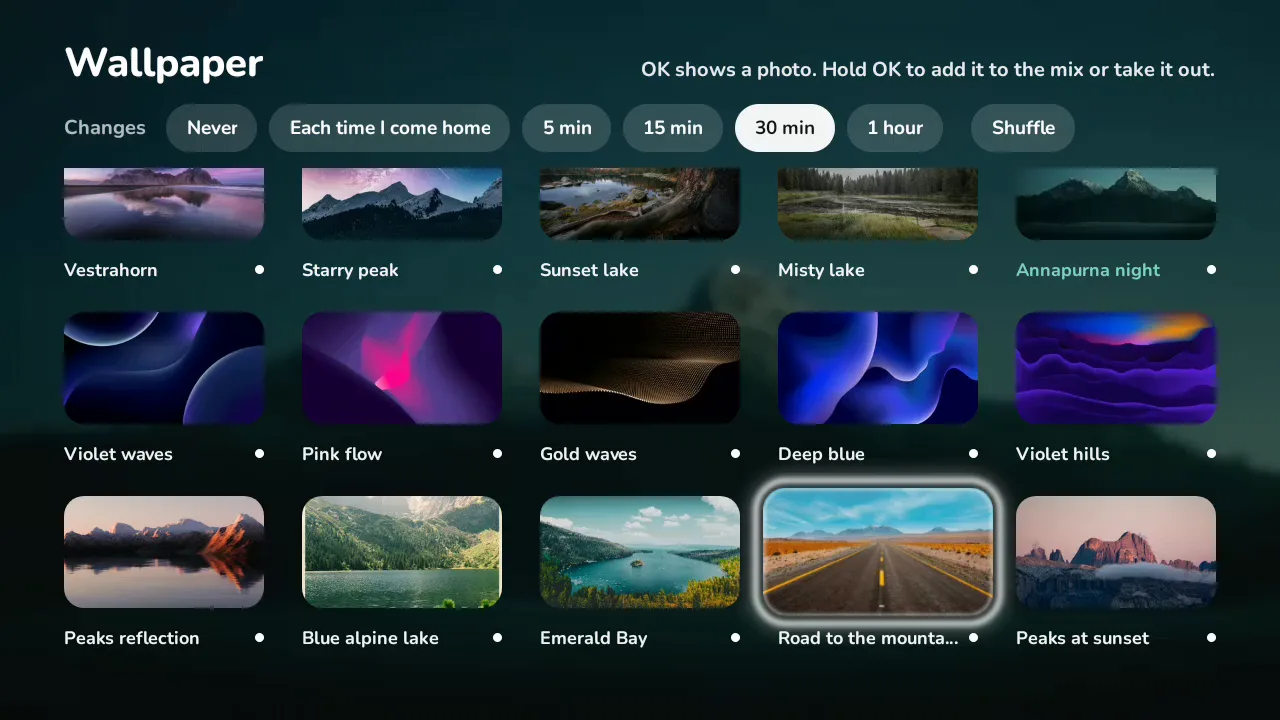 Wallpaper
OK shows a photo. Hold OK to add it to the mix or take it out.
Changes
Never
Each time I come home
5 min
15 min
30 min
1 hour
Shuffle
Vestrahorn
Starry peak
Sunset lake
Misty lake
Annapurna night
Violet waves
Pink flow
Gold waves
Deep blue
Violet hills
Peaks reflection
Blue alpine lake
Emerald Bay
Road to the mounta...
Peaks at sunset